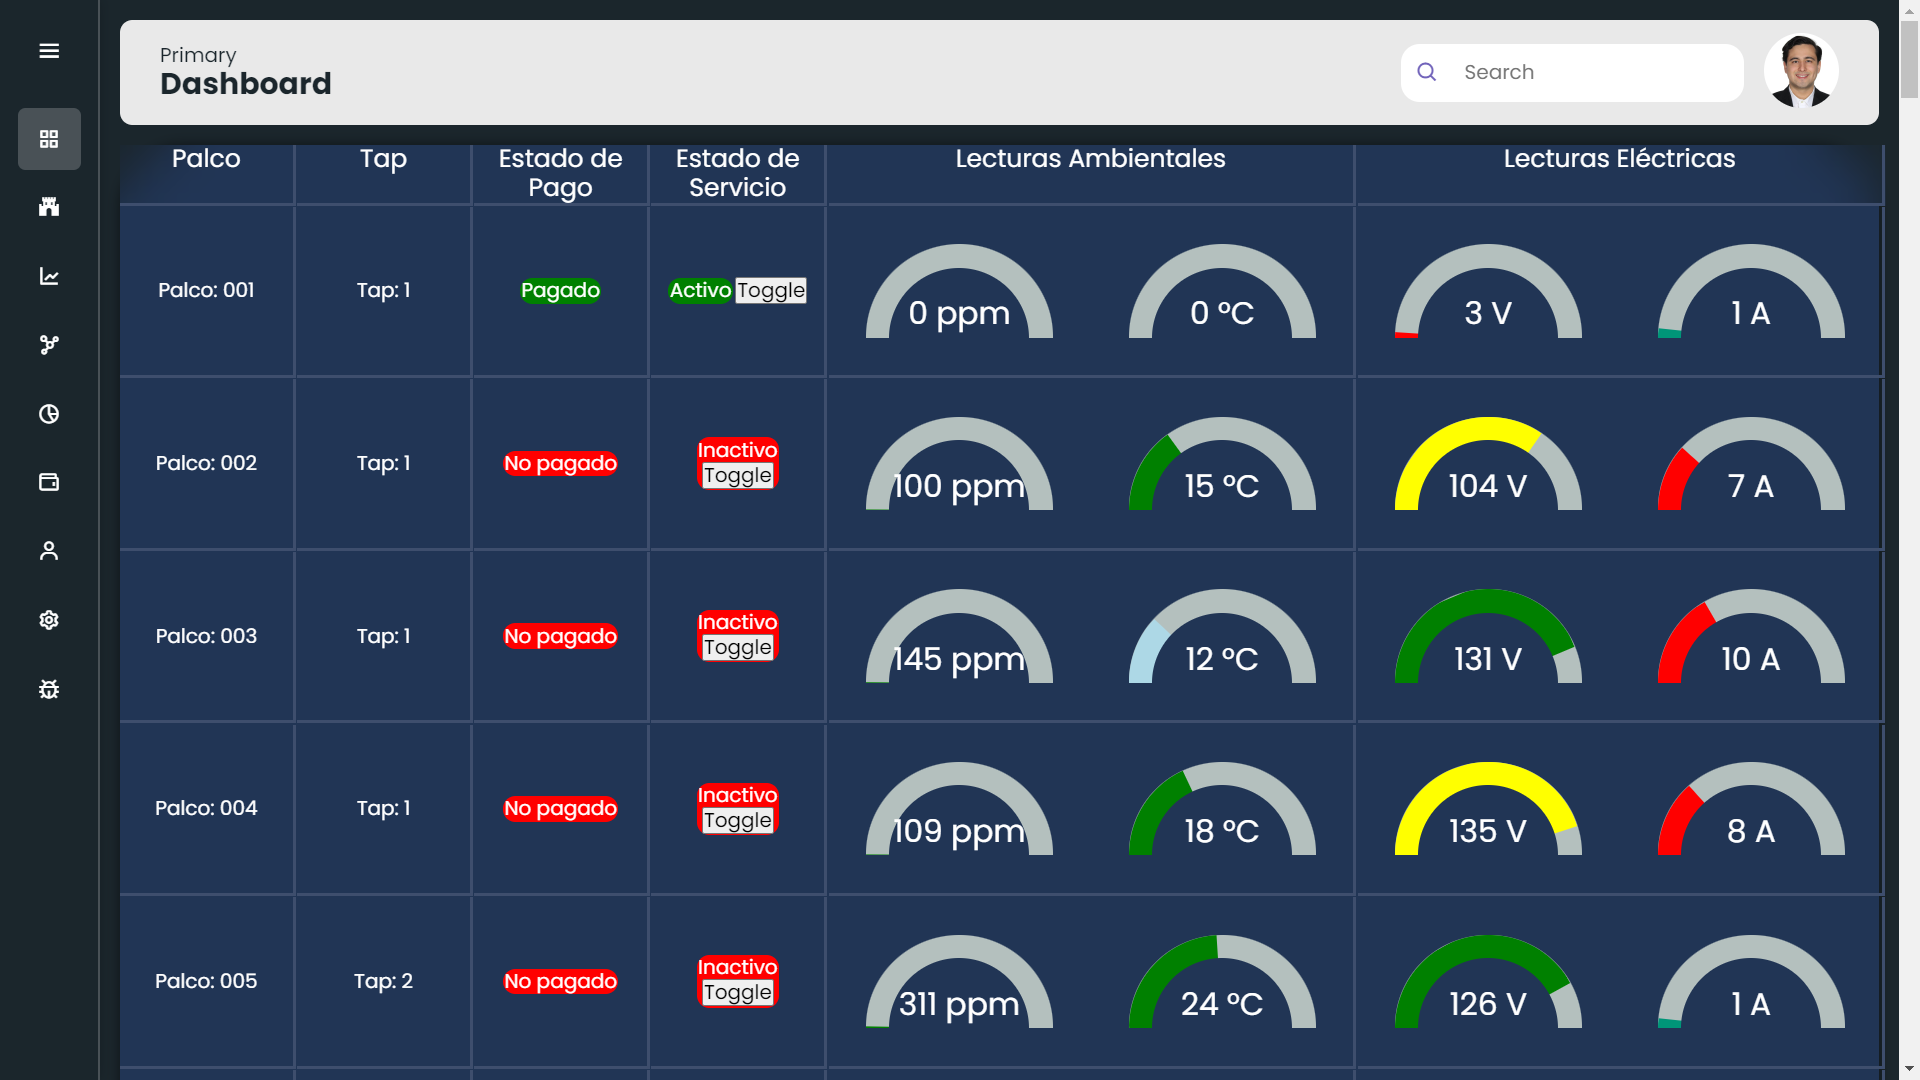 Primary
Dashboard
Search
Palco
Tap
Estado de
Pago
Estado de
Servicio
Lecturas Ambientales
Lecturas Eléctricas
Palco: 001
Tap: 1
Pagado
Activo Toggle
0 ppm
0 °C
3 V
1 A
Palco: 002
Tap: 1
No pagado
Inactivo
Toggle
100 ppm
15 °C
104 V
7 A
Palco: 003
Tap: 1
No pagado
Inactivo
Toggle
145 ppm
12 °C
131 V
10 A
Palco: 004
Tap: 1
No pagado
Inactivo
Toggle
109 ppm
18 °C
135 V
8 A
Palco: 005
Tap: 2
No pagado
Inactivo
Toggle
311 ppm
24 °C
126 V
1 A